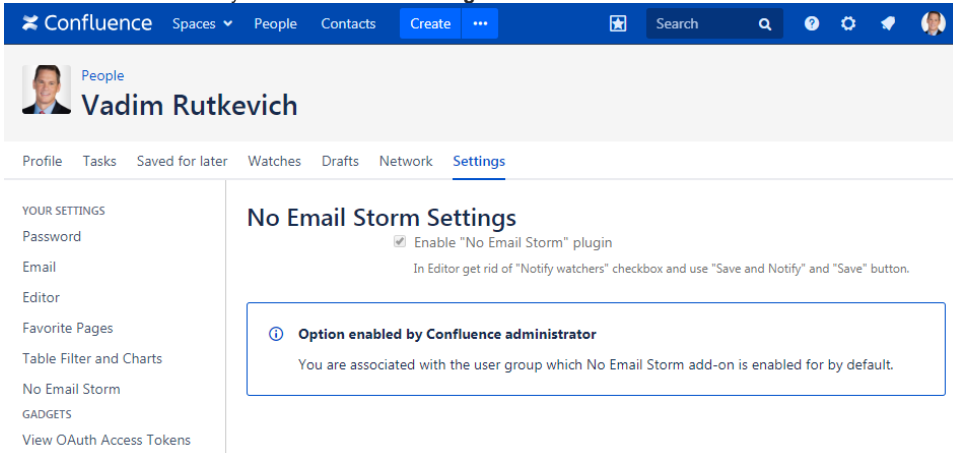 Confluence Spaces People Contacts Create ••• Search
People
Vadim Rutkevich
Profile Tasks Saved for later Watches Drafts Network Settings
YOUR SETTINGS
Password
Email
Editor
Favorite Pages
Table Filter and Charts
No Email Storm
GADGETS
View OAuth Access Tokens
No Email Storm Settings
Enable "No Email Storm" plugin
In Editor get rid of "Notify watchers" checkbox and use "Save and Notify" and "Save" button.
Option enabled by Confluence administrator
You are associated with the user group which No Email Storm add-on is enabled for by default.